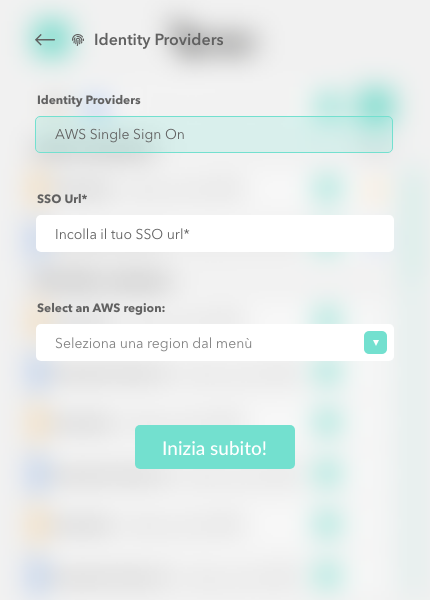 Identity Providers
Identity Providers
AWS Single Sign On
SSO Url*
Incolla il tuo SSO url*
Select an AWS region:
Seleziona una region dal menù
Inizia subito!